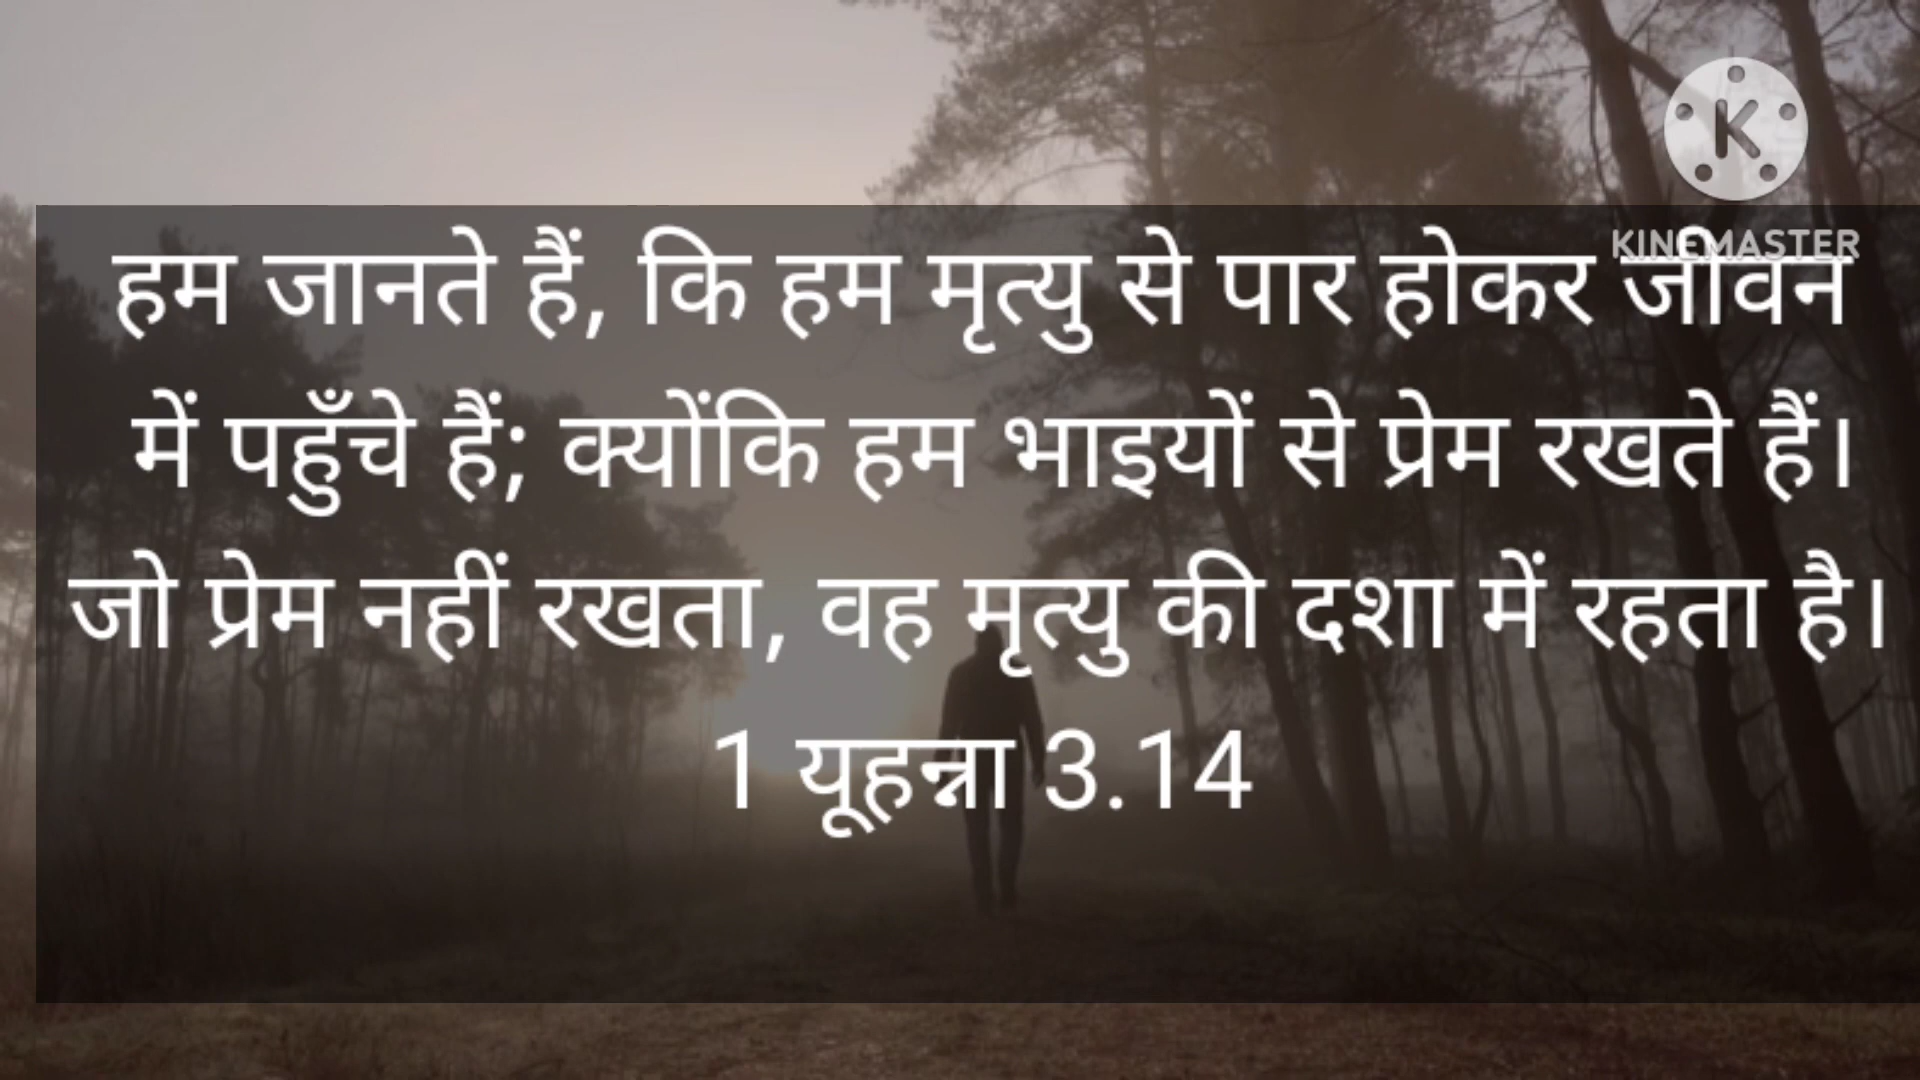 KINEMASTER
हम जानते हैं, कि हम मृत्यु से पार होकर जीवन
में पहुँचे हैं; क्योंकि हम भाइयों से प्रेम रखते हैं।
जो प्रेम नहीं रखता, वह मृत्यु की दशा में रहता है।
1 यूहन्ना 3.14